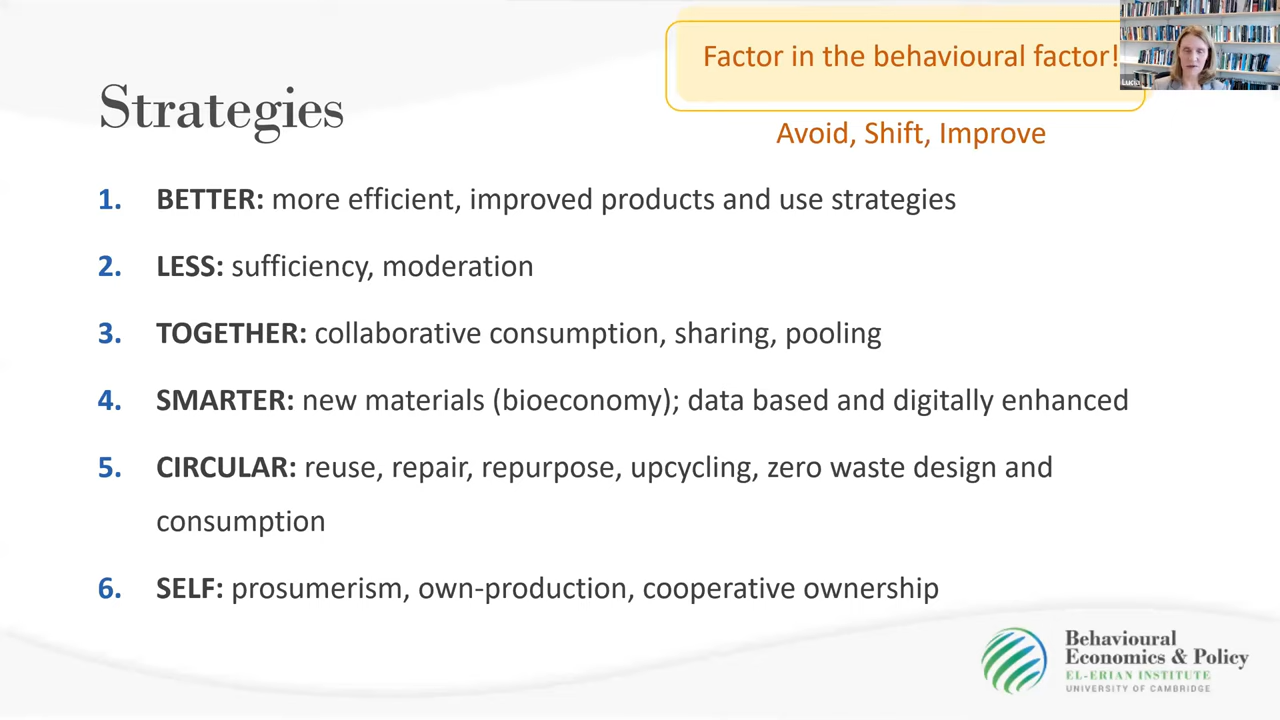 Factor in the behavioural factor!
Strategies
Avoid, Shift, Improve
1. BETTER: more efficient, improved products and use strategies
2. LESS: sufficiency, moderation
3. TOGETHER: collaborative consumption, sharing, pooling
4. SMARTER: new materials (bioeconomy); data based and digitally enhanced
5. CIRCULAR: reuse, repair, repurpose, upcycling, zero waste design and
consumption
6. SELF: prosumerism, own-production, cooperative ownership
Behavioural
Economics & Policy
EL-ERIAN INSTITUTE
UNIVERSITY OF CAMBRIDGE